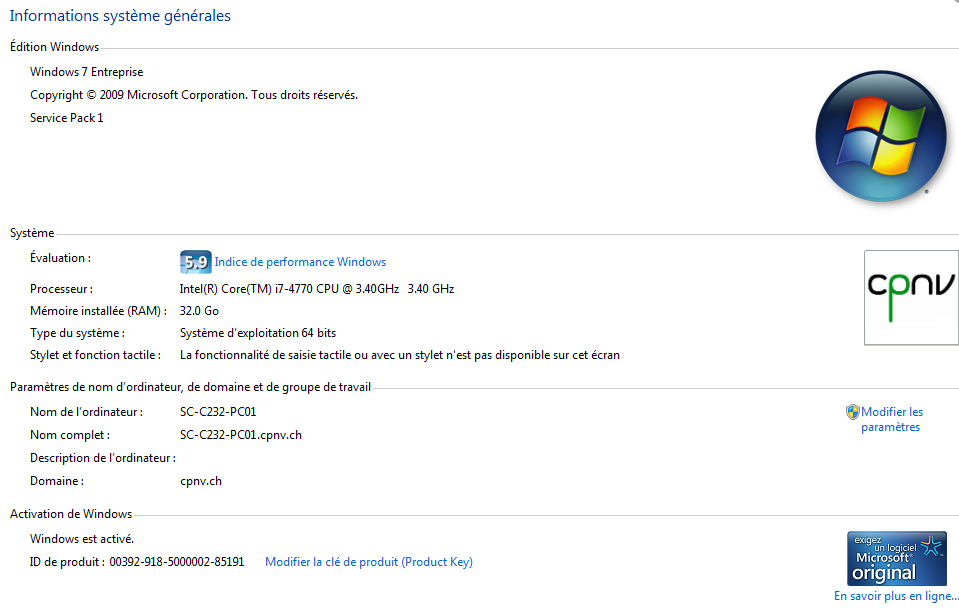 Informations système générales
Édition Windows
Windows 7 Entreprise
Copyright © 2009 Microsoft Corporation. Tous droits réservés.
Service Pack 1
Système
Évaluation :
5,9 Indice de performance Windows
Processeur : Intel(R) Core(TM) i7-4770 CPU @ 3.40GHz 3.40 GHz
Mémoire installée (RAM) : 32.0 Go
Type du système : Système d'exploitation 64 bits
Stylet et fonction tactile : La fonctionnalité de saisie tactile ou avec un stylet n'est pas disponible sur cet écran
cpnv
Paramètres de nom d'ordinateur, de domaine et de groupe de travail
Nom de l'ordinateur : SC-C232-PC01
Modifier les
paramètres
Nom complet : SC-C232-PC01.cpnv.ch
Description de l'ordinateur :
Domaine : cpnv.ch
Activation de Windows
Windows est activé.
ID de produit : 00392-918-5000002-85191 Modifier la clé de produit (Product Key)
exigez
un logiciel
Microsoft®
original
En savoir plus en ligne...